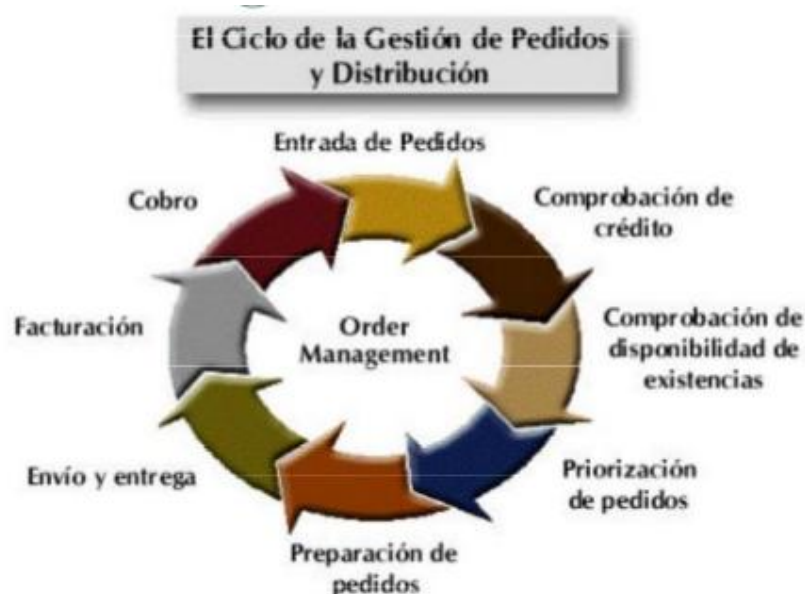 El Ciclo de la Gestión de Pedidos
y Distribución
Entrada de Pedidos
Comprobación de
crédito
Comprobación de
disponibilidad de
existencias
Priorización
de pedidos
Preparación de
pedidos
Envío y entrega
Facturación
Cobro
Order
Management